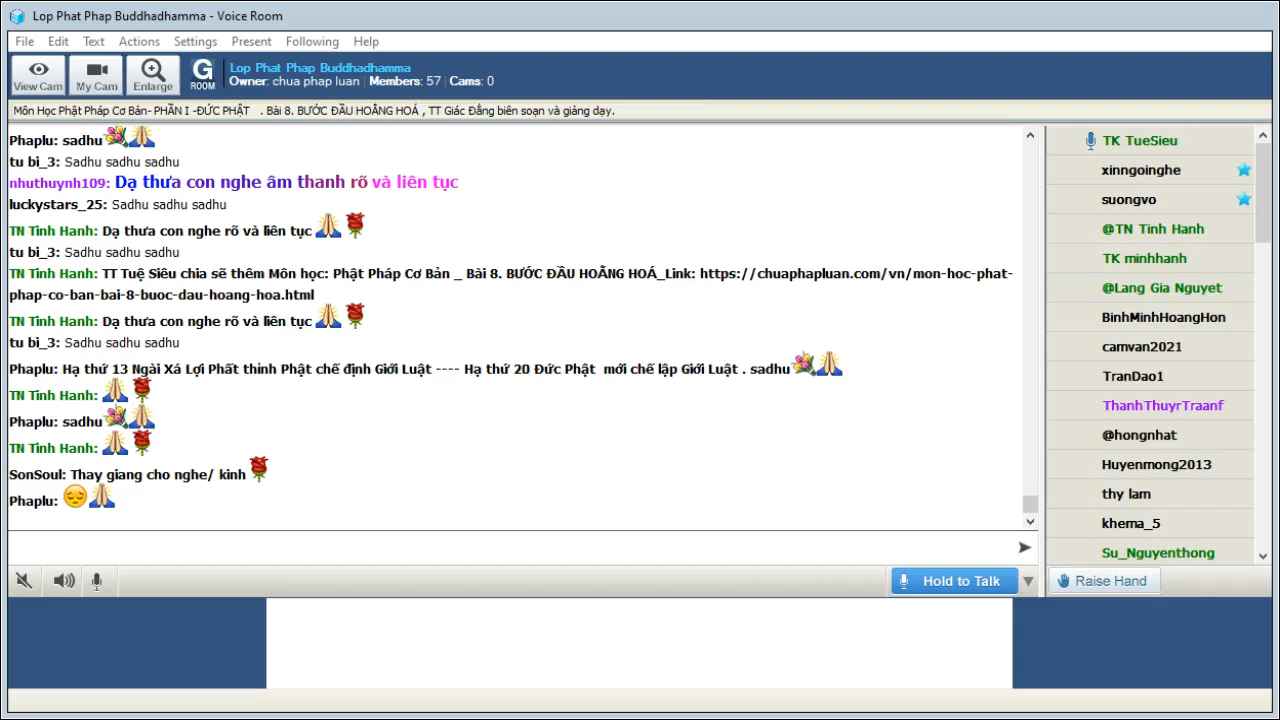 Lop Phat Phap Buddhadhamma - Voice Room
File Edit Text Actions Settings Present Following Help
View Cam My Cam Enlarge G ROOM
Lop Phat Phap Buddhadhamma
Owner: chua phap luan Members: 57 Cams: 0
Môn Học Phật Pháp Cơ Bản- PHẦN I -ĐỨC PHẬT . Bài 8. BƯỚC ĐẦU HOẰNG HOÁ , TT Giác Đẳng biên soạn và giảng dạy.
Phaplu: sadhu
tu bi_3: Sadhu sadhu sadhu
nhuthuynh109: Dạ thưa con nghe âm thanh rõ và liên tục
luckystars_25: Sadhu sadhu sadhu
TN Tinh Hanh: Dạ thưa con nghe rõ và liên tục
tu bi_3: Sadhu sadhu sadhu
TN Tinh Hanh: TT Tuệ Siêu chia sẽ thêm Môn học: Phật Pháp Cơ Bản _ Bài 8. BƯỚC ĐẦU HOẰNG HOÁ_Link: https://chuaphapluan.com/vn/mon-hoc-phat-
phap-co-ban-bai-8-buoc-dau-hoang-hoa.html
TN Tinh Hanh: Dạ thưa con nghe rõ và liên tục
tu bi_3: Sadhu sadhu sadhu
Phaplu: Hạ thứ 13 Ngài Xá Lợi Phất thỉnh Phật chế định Giới Luật ---- Hạ thứ 20 Đức Phật mới chế lập Giới Luật . sadhu
TN Tinh Hanh:
Phaplu: sadhu
TN Tinh Hanh:
SonSoul: Thay giang cho nghe/ kinh
Phaplu:
TK TueSieu
xinngoinghe
suongvo
@TN Tinh Hanh
TK minhhanh
@Lang Gia Nguyet
BinhMinhHoangHon
camvan2021
TranDao1
ThanhThuyrTraanf
@hongnhat
Huyenmong2013
thy lam
khema_5
Su_Nguyenthong
Hold to Talk
Raise Hand